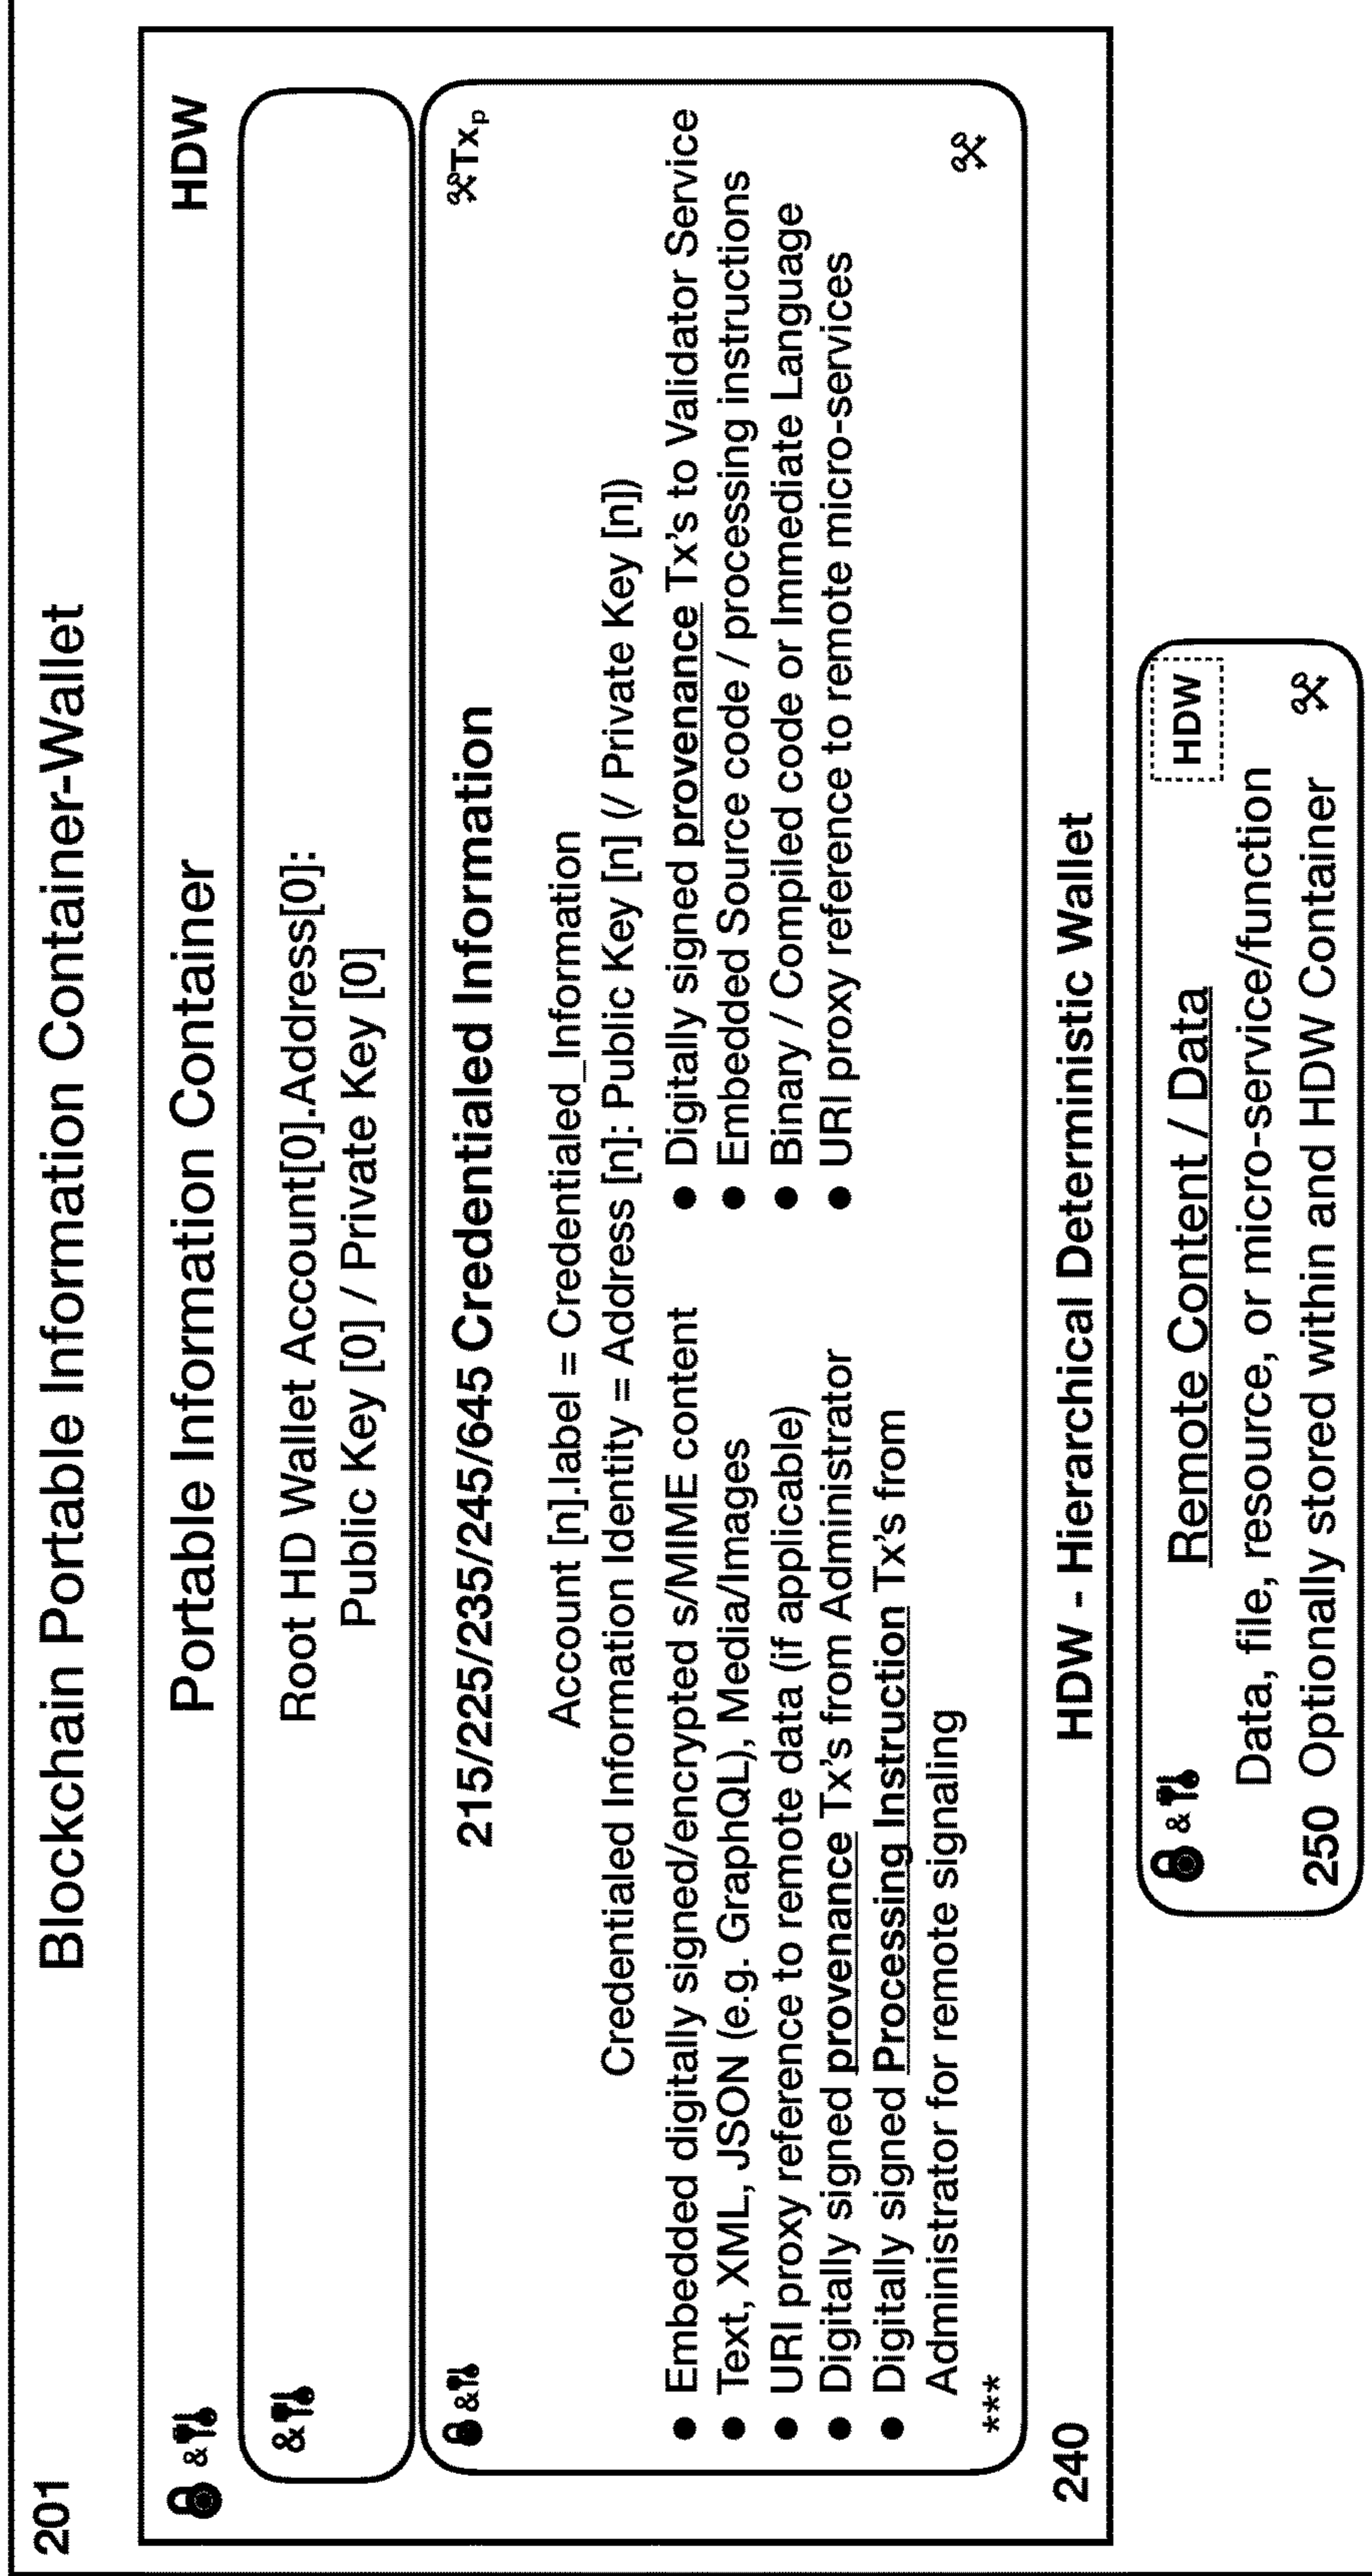 201
Blockchain Portable Information Container-Wallet
& Portable Information Container HDW
& Root HD Wallet Account[0].Address[0]:
Public Key [0] / Private Key [0]
& 215/225/235/245/645 Credentialed Information Txp
Account [n].label = Credentialed_Information
Credentialed Information Identity = Address [n]: Public Key [n] (/ Private Key [n])
● Embedded digitally signed/encrypted s/MIME content
● Text, XML, JSON (e.g. GraphQL), Media/Images
● URI proxy reference to remote data (if applicable)
● Digitally signed provenance Tx's from Administrator
● Digitally signed Processing Instruction Tx's from
Administrator for remote signaling
***
● Digitally signed provenance Tx's to Validator Service
● Embedded Source code / processing instructions
● Binary / Compiled code or Immediate Language
● URI proxy reference to remote micro-services
240 HDW - Hierarchical Deterministic Wallet
& Remote Content / Data HDW
Data, file, resource, or micro-service/function
250 Optionally stored within and HDW Container